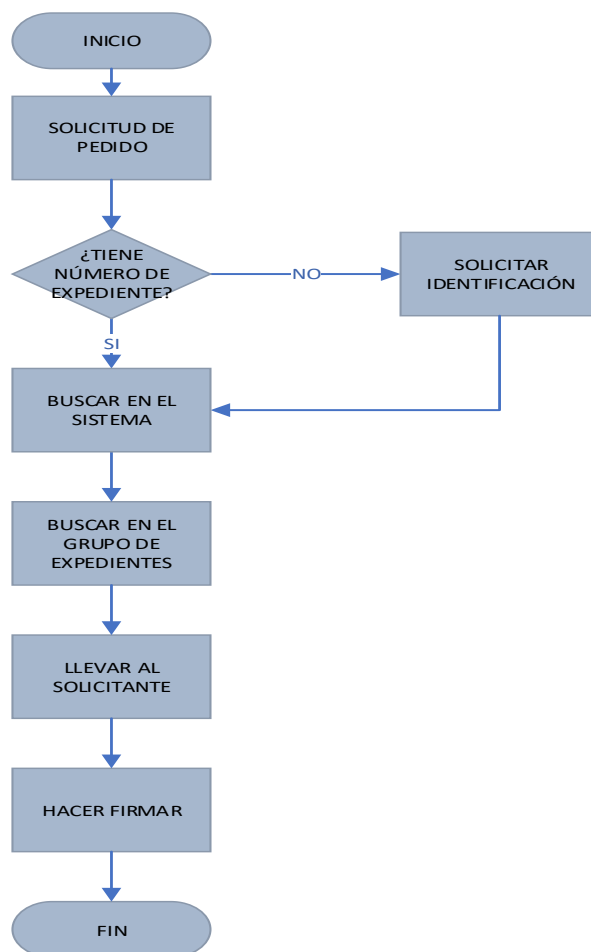 INICIO
SOLICITUD DE
PEDIDO
¿TIENE
NÚMERO DE
EXPEDIENTE?
NO
SOLICITAR
IDENTIFICACIÓN
SI
BUSCAR EN EL
SISTEMA
BUSCAR EN EL
GRUPO DE
EXPEDIENTES
LLEVAR AL
SOLICITANTE
HACER FIRMAR
FIN